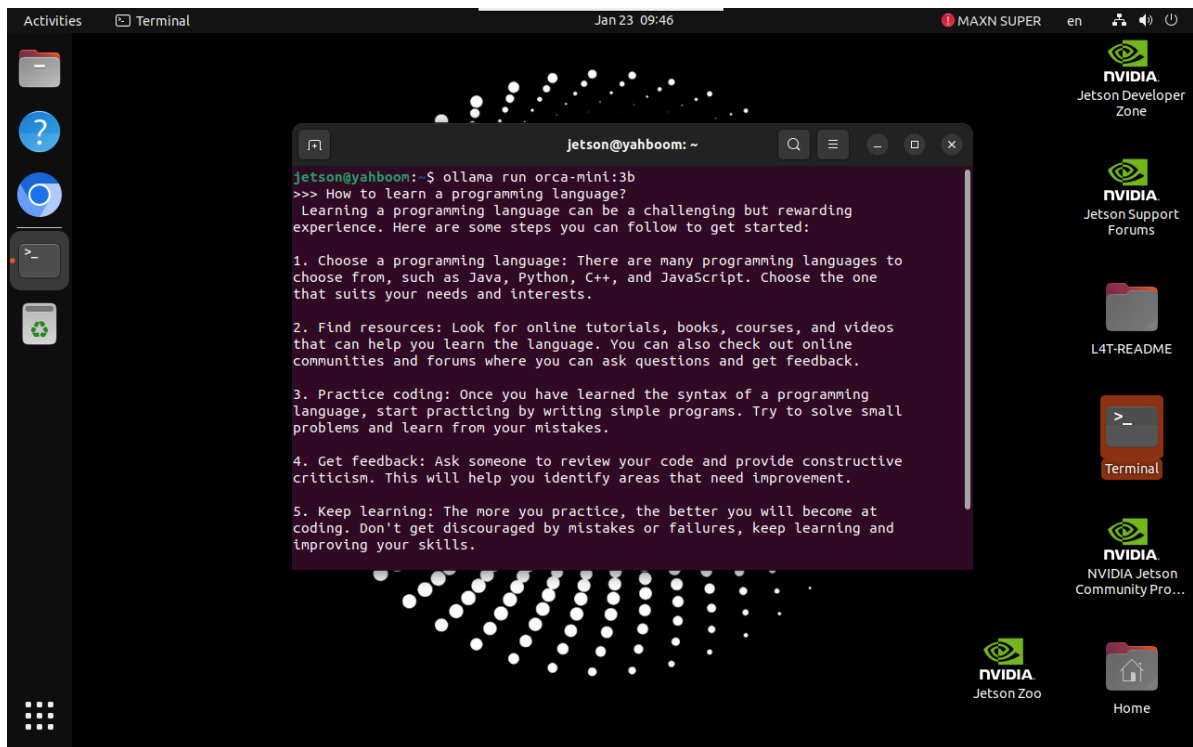 Activities
Terminal
Jan 23 09:46
MAXN SUPER
en
jetson@yahboom: ~
jetson@yahboom:~$ ollama run orca-mini:3b
>>> How to learn a programming language?
Learning a programming language can be a challenging but rewarding
experience. Here are some steps you can follow to get started:
1. Choose a programming language: There are many programming languages to
choose from, such as Java, Python, C++, and JavaScript. Choose the one
that suits your needs and interests.
2. Find resources: Look for online tutorials, books, courses, and videos
that can help you learn the language. You can also check out online
communities and forums where you can ask questions and get feedback.
3. Practice coding: Once you have learned the syntax of a programming
language, start practicing by writing simple programs. Try to solve small
problems and learn from your mistakes.
4. Get feedback: Ask someone to review your code and provide constructive
criticism. This will help you identify areas that need improvement.
5. Keep learning: The more you practice, the better you will become at
coding. Don't get discouraged by mistakes or failures, keep learning and
improving your skills.
NVIDIA.
Jetson Developer
Zone
NVIDIA.
Jetson Support
Forums
L4T-README
>_
Terminal
NVIDIA.
NVIDIA Jetson
Community Pro...
NVIDIA.
Jetson Zoo
Home